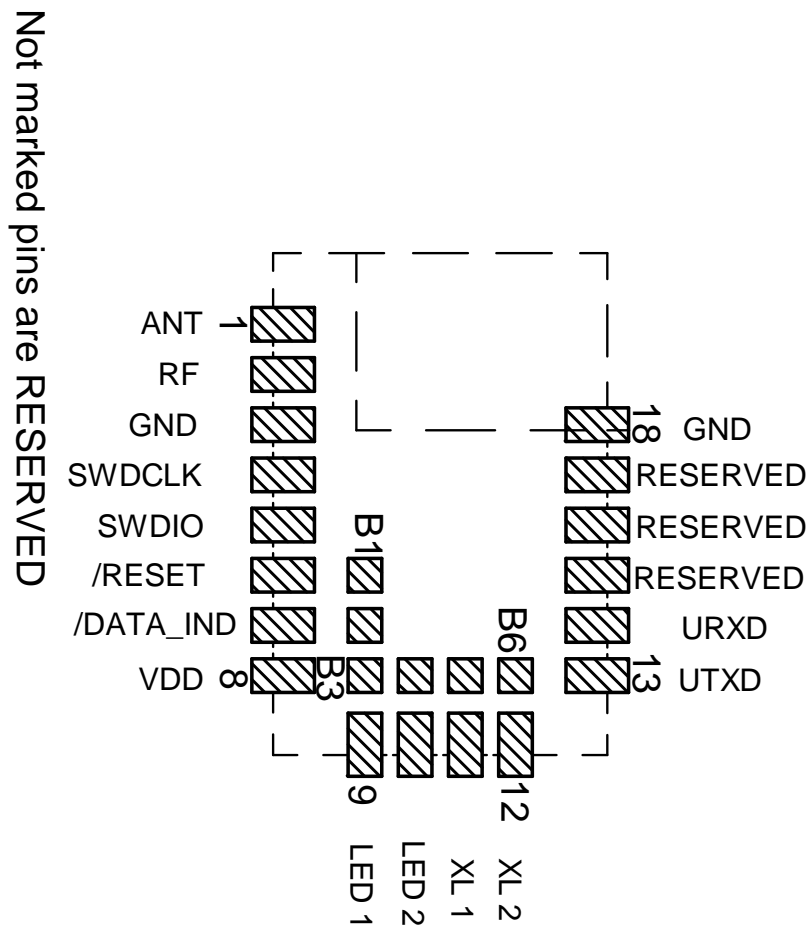 Not marked pins are RESERVED
ANT 1
RF
GND
SWDCLK
SWDIO
/RESET
/DATA_IND
VDD 8
B1
B3
B6
18 GND
RESERVED
RESERVED
RESERVED
URXD
13 UTXD
9
12
LED 1
LED 2
XL 1
XL 2